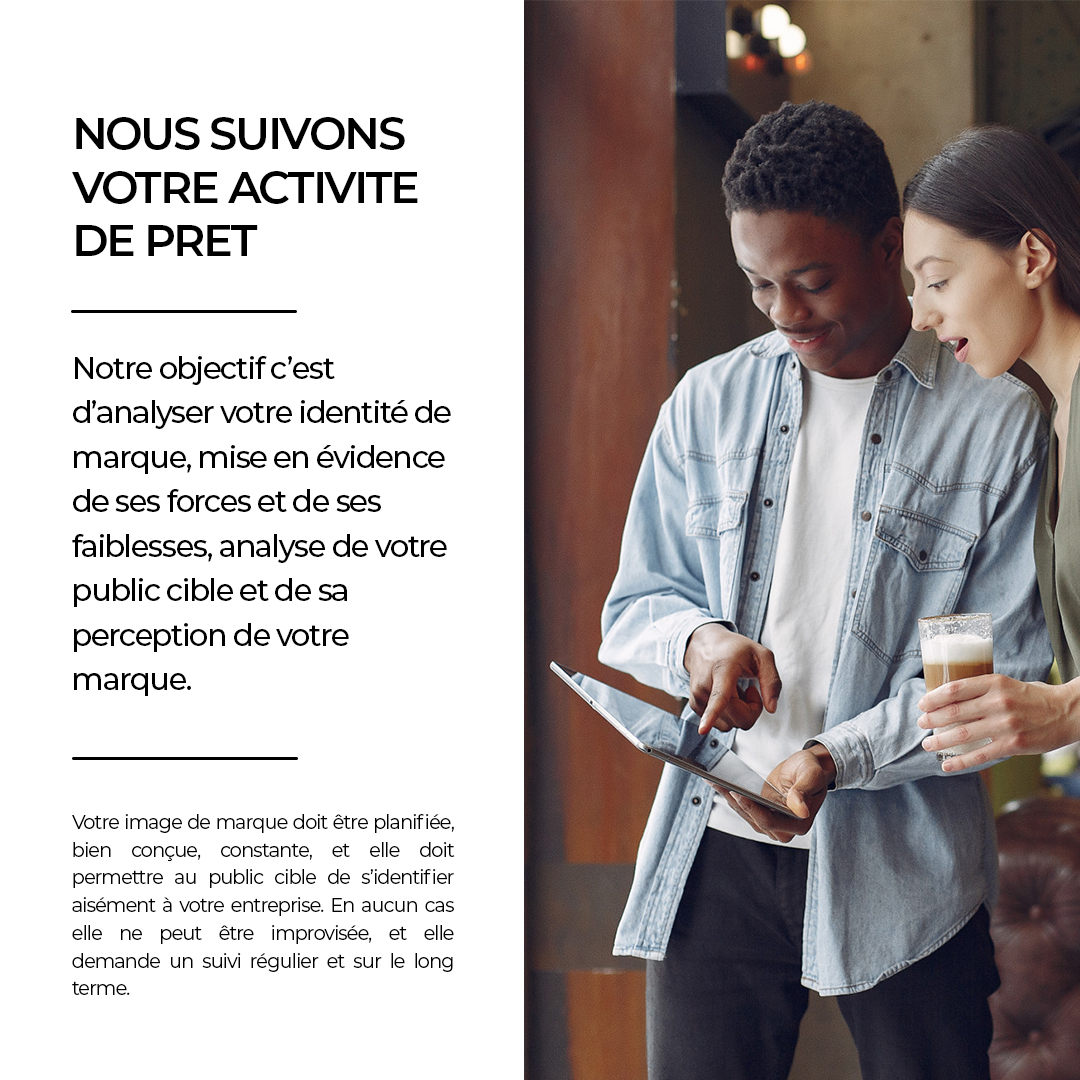 NOUS SUIVONS
VOTRE ACTIVITE
DE PRET
Notre objectif c’est
d’analyser votre identité de
marque, mise en évidence
de ses forces et de ses
faiblesses, analyse de votre
public cible et de sa
perception de votre
marque.
Votre image de marque doit être planifiée,
bien conçue, constante, et elle doit
permettre au public cible de s’identifier
aisément à votre entreprise. En aucun cas
elle ne peut être improvisée, et elle
demande un suivi régulier et sur le long
terme.